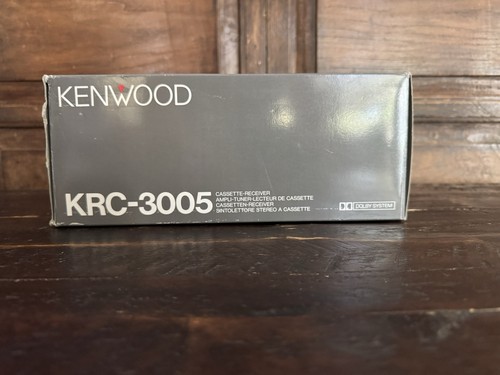 KENWOOD
KRC-3005
CASSETTE-RECEIVER
AMPLI-TUNER-LECTEUR DE CASSETTE
CASSETTEN-RECEIVER
SINTOLETTORE STEREO A CASSETTE
DOLBY SYSTEM